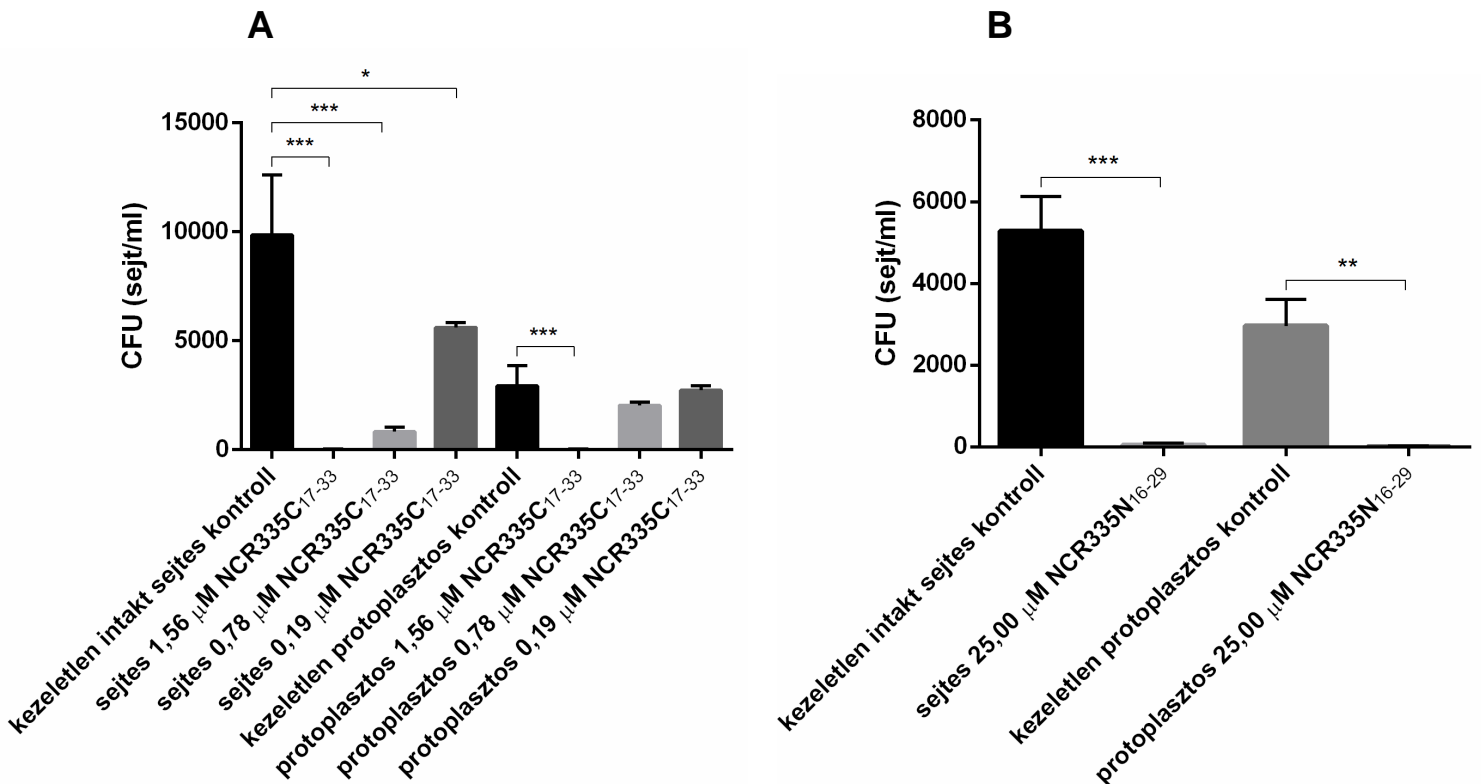 A
*
***
***
***
15000
10000
5000
0
CFU (sejt/ml)
kezeletlen intakt sejtes kontroll
sejtes 1,56 μM NCR335C17-33
sejtes 0,78 μM NCR335C17-33
sejtes 0,19 μM NCR335C17-33
kezeletlen protoplasztos kontroll
protoplasztos 1,56 μM NCR335C17-33
protoplasztos 0,78 μM NCR335C17-33
protoplasztos 0,19 μM NCR335C17-33
B
***
**
8000
6000
4000
2000
0
CFU (sejt/ml)
kezeletlen intakt sejtes kontroll
sejtes 25,00 μM NCR335N16-29
kezeletlen protoplasztos kontroll
protoplasztos 25,00 μM NCR335N16-29